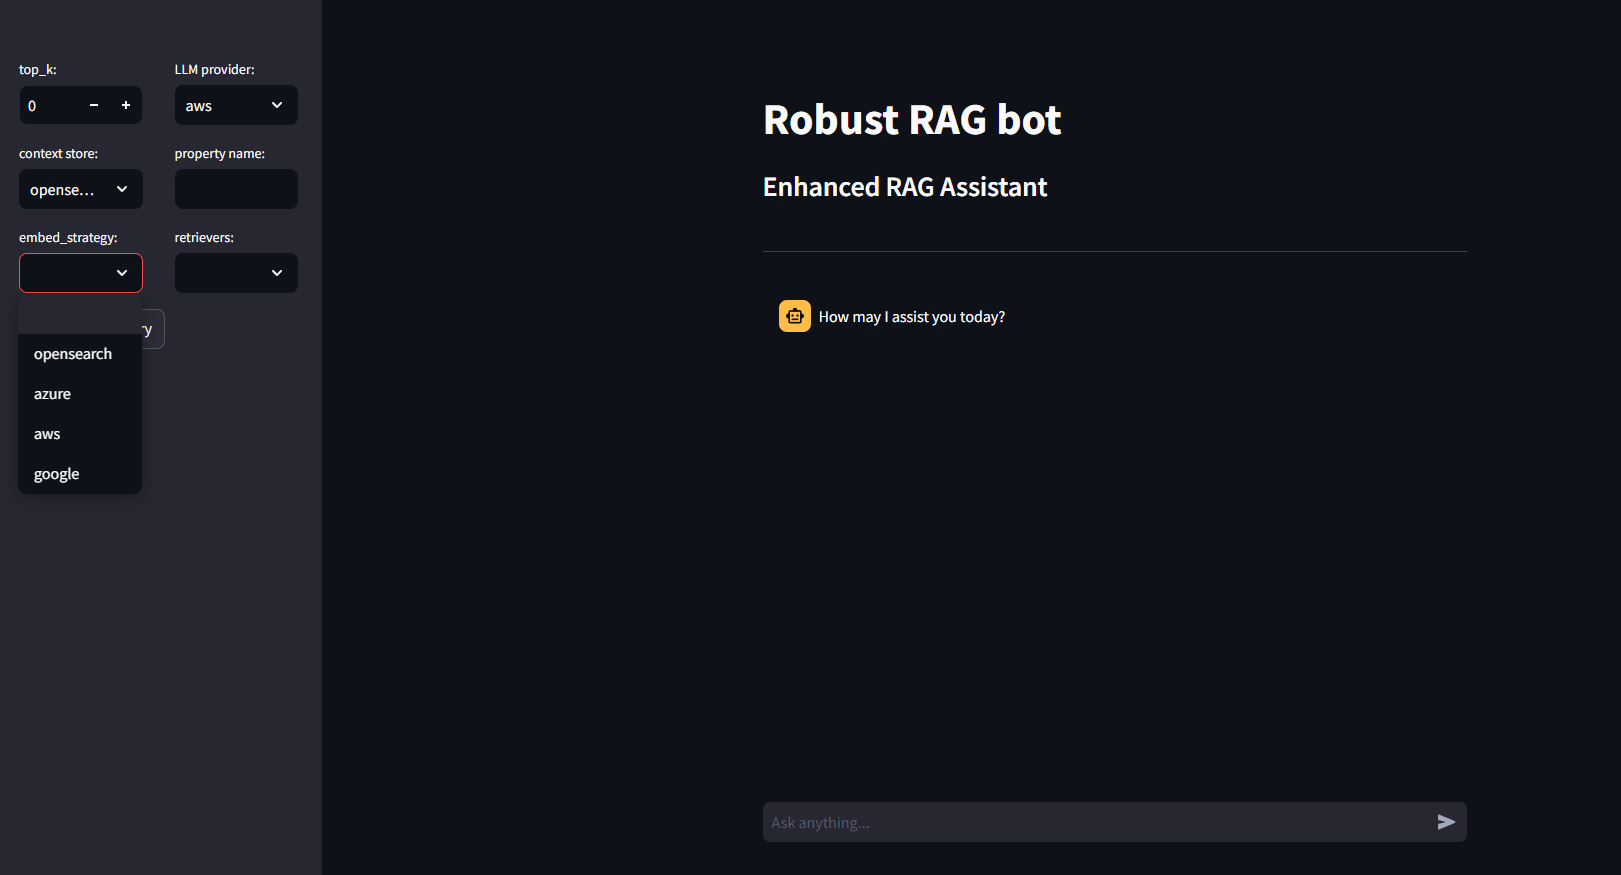 top_k:
LLM provider:
0
aws
context store:
property name:
opense...
embed_strategy:
retrievers:
ry
opensearch
azure
aws
google
Robust RAG bot
Enhanced RAG Assistant
How may I assist you today?
Ask anything...